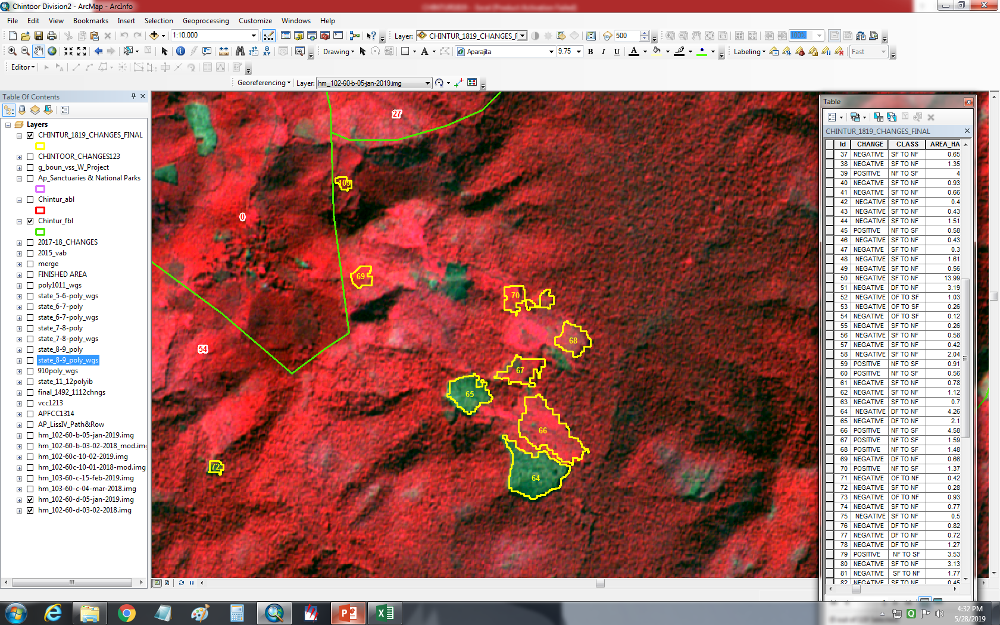 Chintoor Division2 - ArcMap - ArcInfo
File Edit View Bookmarks Insert Selection Geoprocessing Customize Windows Help
1:10,000 Layer: CHINTUR_1819_CHANGES_F 500 100%
Drawing Aparajita 9.75 B I U A Labeling Fast
Editor
Georeferencing Layer: hm_102-60-b-05-jan-2019.img
Table Of Contents
Layers
CHINTUR_1819_CHANGES_FINAL
CHINTOOR_CHANGES123
g_boun_vss_W_Project
Ap_Sanctuaries & National Parks
Chintur_abl
Chintur_fbl
2017-18_CHANGES
2015_vab
merge
FINISHED AREA
poly1011_wgs
state_5-6-poly_wgs
state_6-7-poly
state_6-7-poly_wgs
state_7-8-poly
state_7-8-poly_wgs
state_8-9_poly
state_8-9_poly_wgs
910poly_wgs
state_11_12polyib
final_1492_1112chngs
vcc1213
APFCC1314
AP_LissIV_Path&Row
hm_102-60-b-05-jan-2019.img
hm_102-60-b-03-02-2018_mod.im
hm_102-60c-10-02-2019.img
hm_102-60c-10-01-2018-mod.img
hm_103-60-c-15-feb-2019.img
hm_103-60-c-04-mar-2018.img
hm_102-60-d-05-jan-2019.img
hm_102-60-d-03-02-2018.img
27
109
0
69
70
68
54
67
65
66
72
64
Table
CHINTUR_1819_CHANGES_FINAL
Id CHANGE CLASS AREA_HA
37 NEGATIVE SF TO NF 0.65
38 NEGATIVE SF TO NF 1.35
39 POSITIVE NF TO SF 4
40 NEGATIVE SF TO NF 0.93
41 NEGATIVE SF TO NF 0.66
42 NEGATIVE SF TO NF 0.4
43 NEGATIVE SF TO NF 0.43
44 NEGATIVE SF TO NF 1.51
45 POSITIVE NF TO SF 0.58
46 NEGATIVE SF TO NF 0.43
47 NEGATIVE SF TO NF 0.3
48 NEGATIVE SF TO NF 1.61
49 NEGATIVE SF TO NF 0.56
50 NEGATIVE SF TO NF 13.99
51 NEGATIVE DF TO NF 3.19
52 NEGATIVE OF TO SF 1.03
53 NEGATIVE OF TO SF 0.26
54 NEGATIVE OF TO SF 0.12
55 NEGATIVE SF TO NF 0.26
56 NEGATIVE SF TO NF 0.58
57 NEGATIVE SF TO NF 0.42
58 NEGATIVE SF TO NF 2.04
59 POSITIVE NF TO SF 0.91
60 POSITIVE NF TO SF 0.56
61 NEGATIVE SF TO NF 0.78
62 NEGATIVE SF TO NF 1.12
63 NEGATIVE SF TO NF 0.7
64 NEGATIVE DF TO NF 4.26
65 NEGATIVE DF TO NF 2.1
66 POSITIVE NF TO SF 4.58
67 POSITIVE NF TO SF 1.59
68 POSITIVE NF TO SF 1.48
69 NEGATIVE DF TO NF 0.66
70 POSITIVE NF TO SF 1.37
71 NEGATIVE OF TO NF 0.42
72 NEGATIVE SF TO NF 0.28
73 NEGATIVE OF TO NF 0.93
74 NEGATIVE SF TO NF 0.77
75 NEGATIVE SF TO NF 0.5
76 NEGATIVE DF TO NF 0.82
77 NEGATIVE DF TO NF 0.72
78 NEGATIVE DF TO NF 1.27
79 POSITIVE NF TO SF 3.53
80 NEGATIVE SF TO NF 3.13
81 NEGATIVE SF TO NF 1.77
82 NEGATIVE SF TO NF 0.45
4:32 PM
5/28/2019